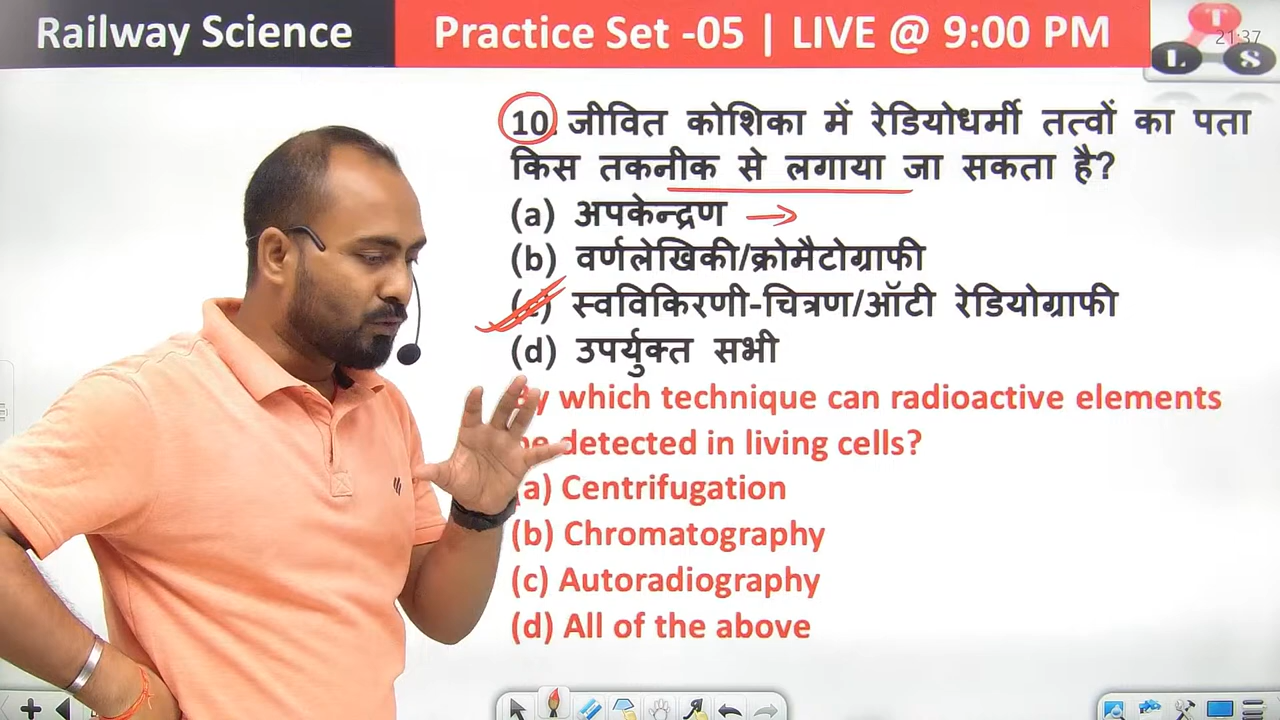 Railway Science
Practice Set -05 | LIVE @ 9:00 PM
T
21:37
L S
10. जीवित कोशिका में रेडियोधर्मी तत्वों का पता
किस तकनीक से लगाया जा सकता है?
(a) अपकेन्द्रण
(b) वर्णलेखिकी/क्रोमैटोग्राफी
(c) स्वविकिरणी-चित्रण/ऑटी रेडियोग्राफी
(d) उपर्युक्त सभी
By which technique can radioactive elements
be detected in living cells?
(a) Centrifugation
(b) Chromatography
(c) Autoradiography
(d) All of the above